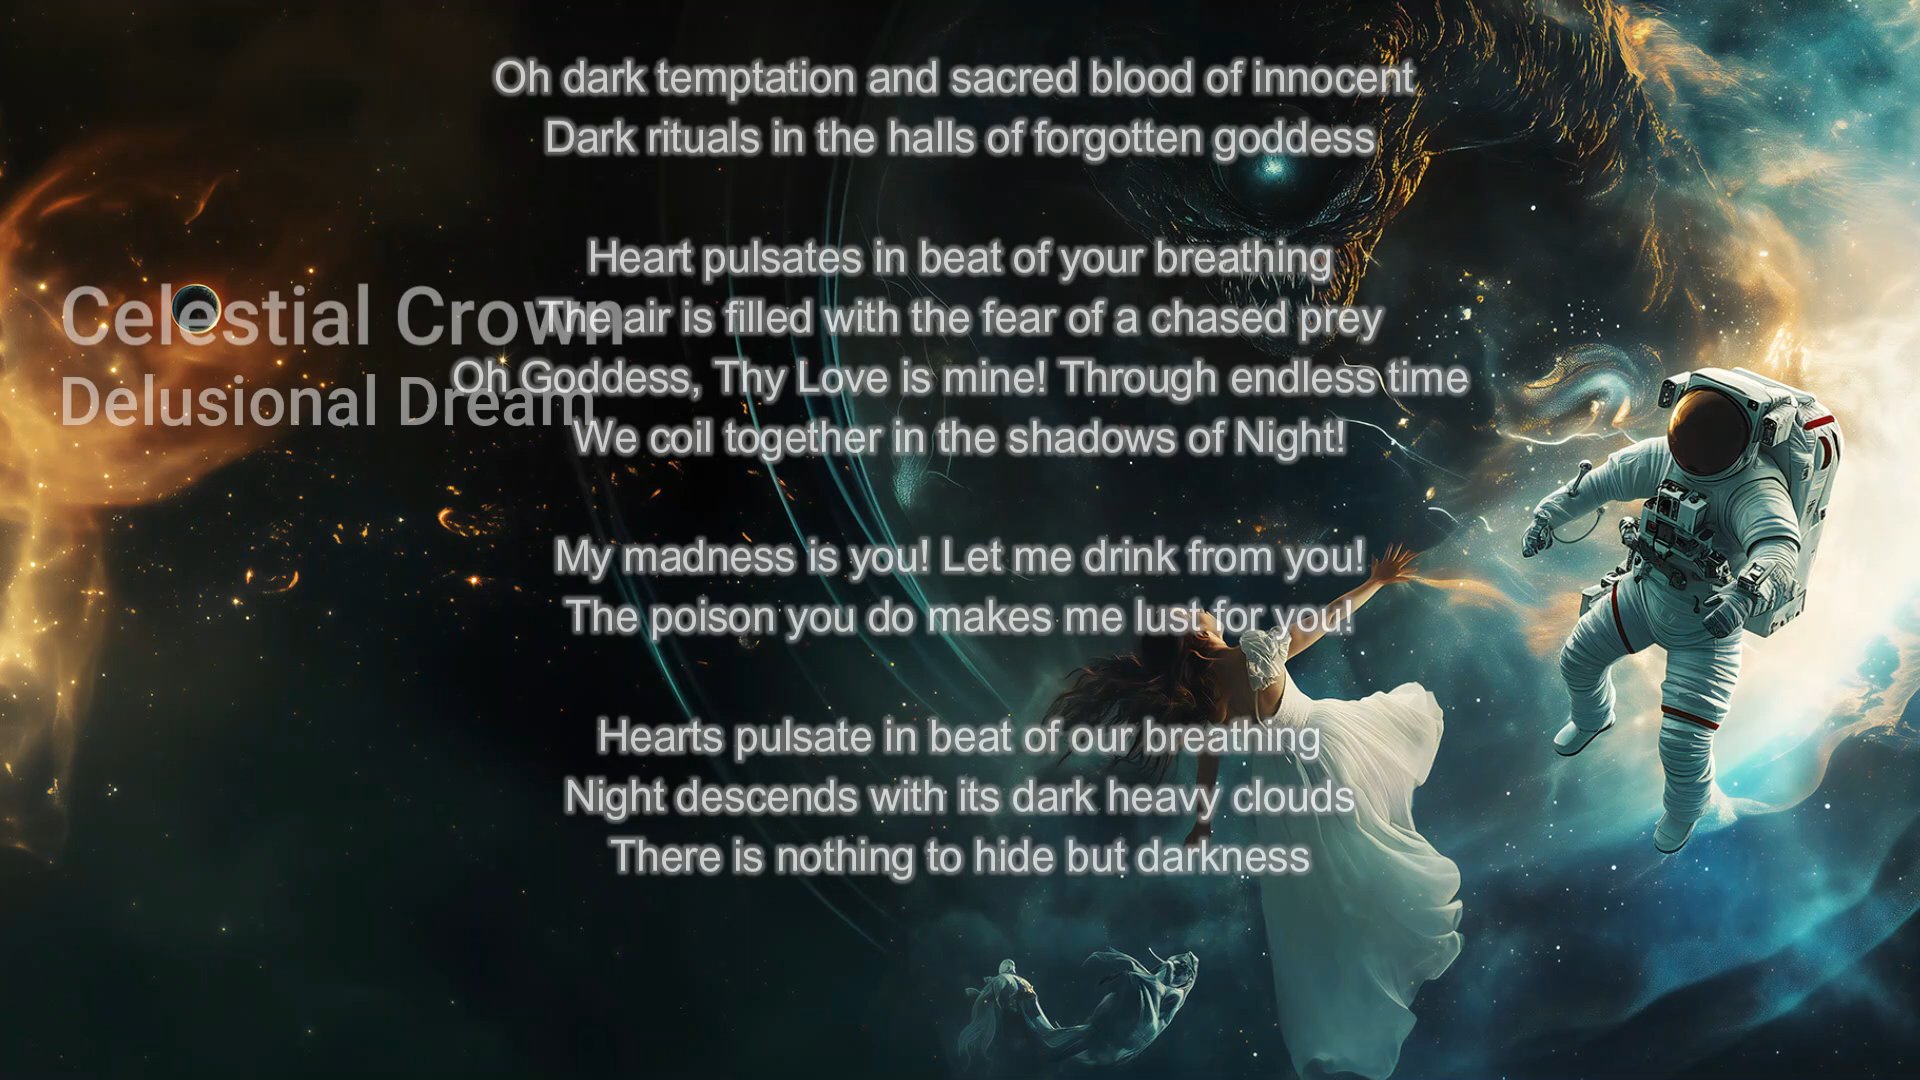 Oh dark temptation and sacred blood of innocent
Dark rituals in the halls of forgotten goddess
Heart pulsates in beat of your breathing
The air is filled with the fear of a chased prey
Oh Goddess, Thy Love is mine! Through endless time
We coil together in the shadows of Night!
My madness is you! Let me drink from you!
The poison you do makes me lust for you!
Hearts pulsate in beat of our breathing
Night descends with its dark heavy clouds
There is nothing to hide but darkness
Celestial Crown
Delusional Dream